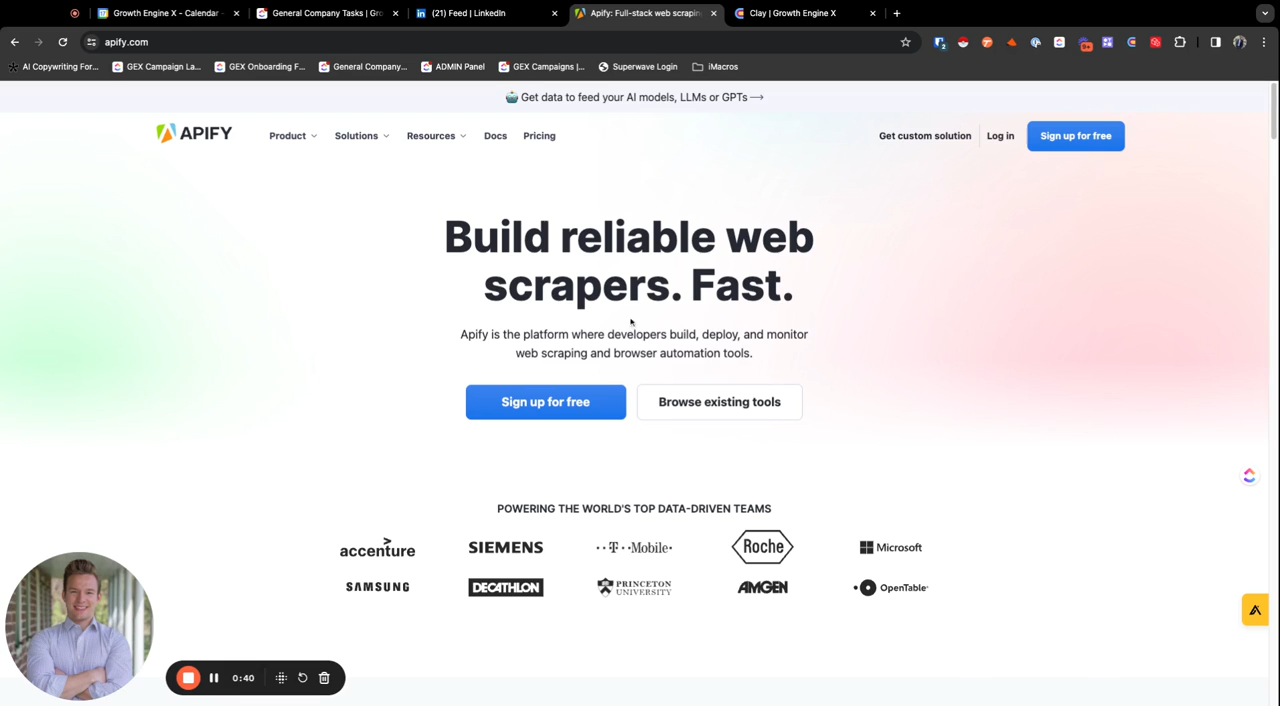 Growth Engine X - Calendar -
General Company Tasks | Gro
(21) Feed | LinkedIn
Apify: Full-stack web scrapin
Clay | Growth Engine X
apify.com
2
9+
AI Copywriting For...
GEX Campaign La...
GEX Onboarding F...
General Company...
ADMIN Panel
GEX Campaigns |...
Superwave Login
iMacros
Get data to feed your AI models, LLMs or GPTs
APIFY
Product
Solutions
Resources
Docs
Pricing
Get custom solution
Log in
Sign up for free
Build reliable web
scrapers. Fast.
Apify is the platform where developers build, deploy, and monitor
web scraping and browser automation tools.
Sign up for free
Browse existing tools
POWERING THE WORLD'S TOP DATA-DRIVEN TEAMS
accenture
SIEMENS
T Mobile
Roche
Microsoft
SAMSUNG
DECATHLON
PRINCETON
UNIVERSITY
AMGEN
OpenTable
0:40